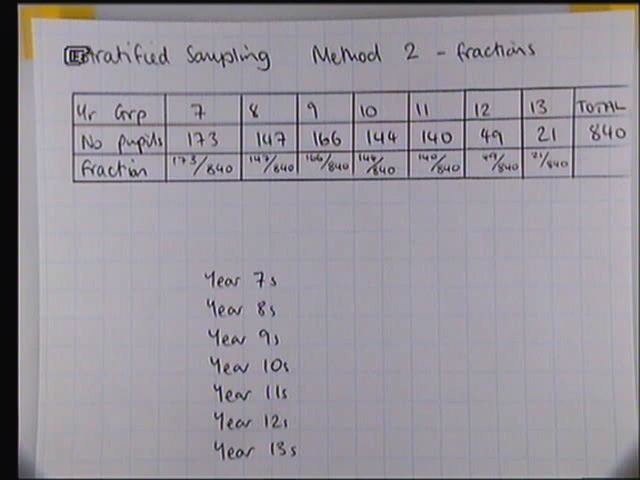 Stratified Sampling Method 2 - fractions
Yr Grp 7 8 9 10 11 12 13 TOTAL
No pupils 173 147 166 144 140 49 21 840
Fraction 173/840 147/840 166/840 144/840 140/840 49/840 21/840
Year 7s
Year 8s
Year 9s
Year 10s
Year 11s
Year 12s
Year 13s